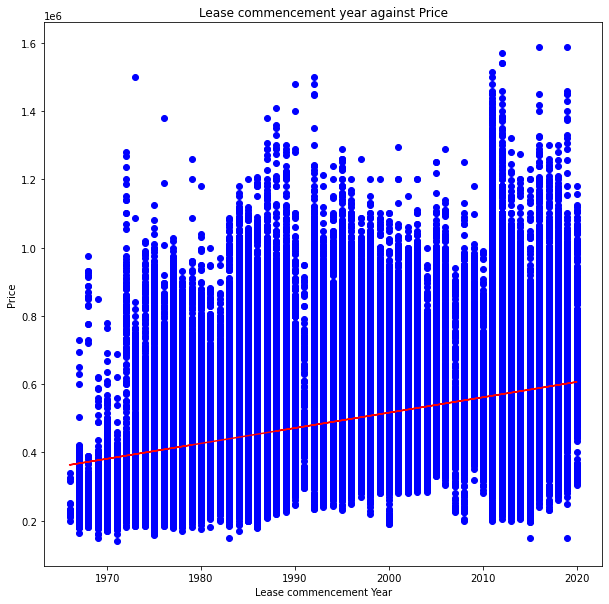 Lease commencement year against Price
1e6
1.6
1.4
1.2
1.0
0.8
0.6
0.4
0.2
Price
1970 1980 1990 2000 2010 2020
Lease commencement Year